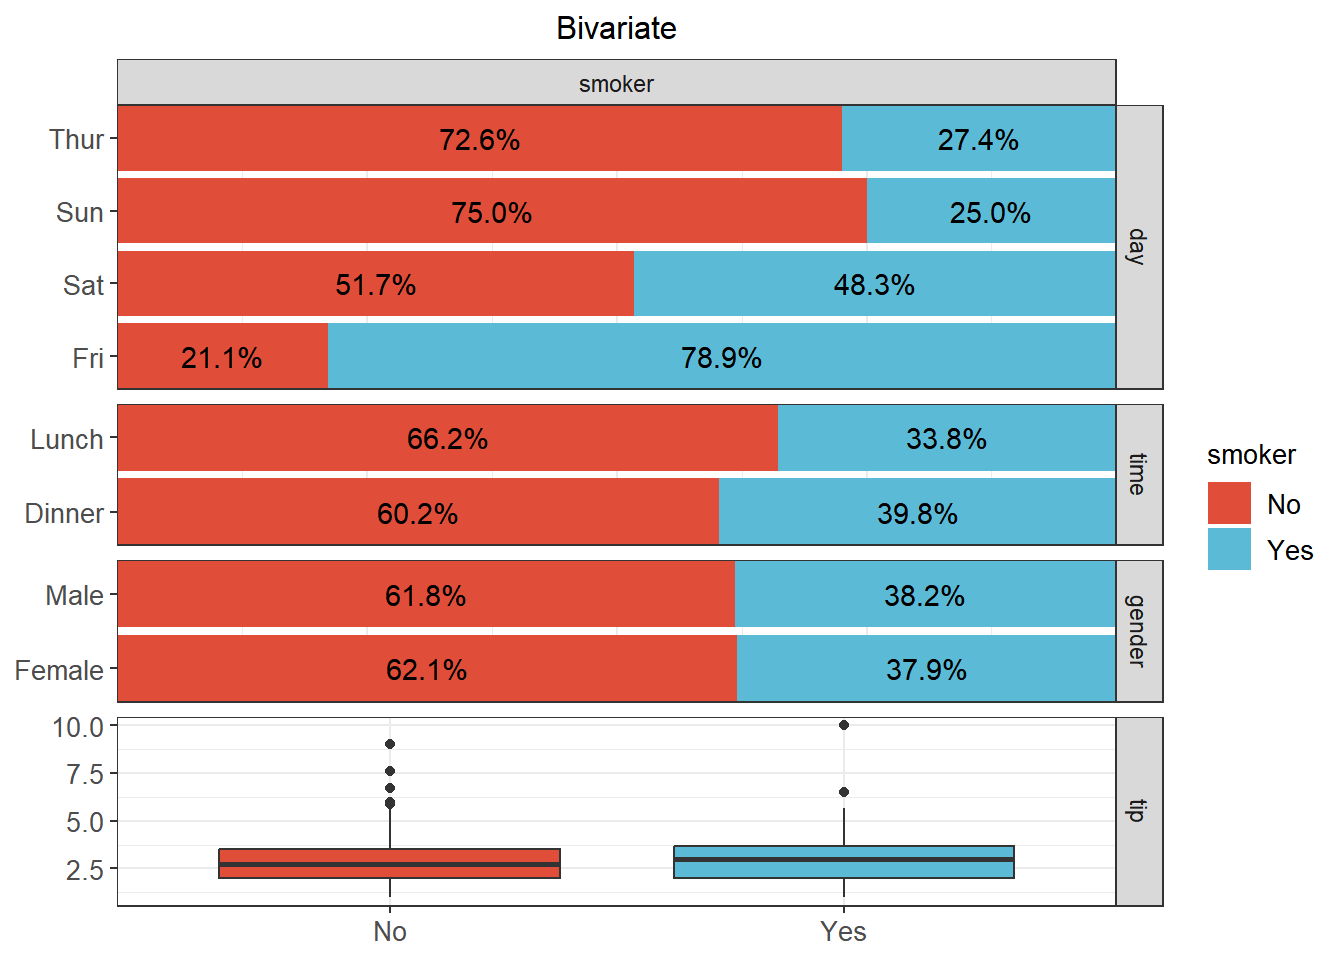 Bivariate
smoker
Thur 72.6% 27.4%
Sun 75.0% 25.0%
Sat 51.7% 48.3%
Fri 21.1% 78.9%
day
Lunch 66.2% 33.8%
Dinner 60.2% 39.8%
time
Male 61.8% 38.2%
Female 62.1% 37.9%
gender
10.0
7.5
5.0
2.5
tip
No Yes
smoker
No
Yes